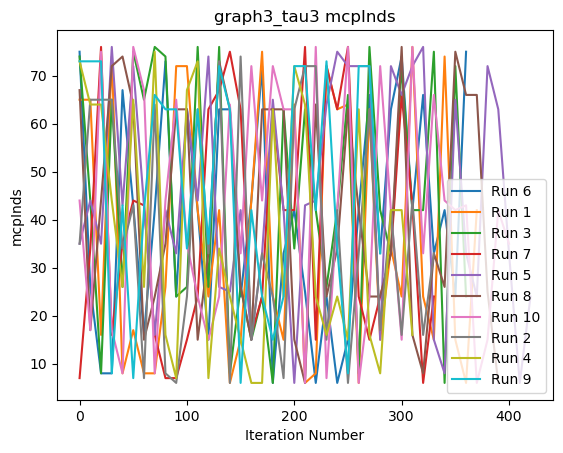 graph3_tau3 mcpInds
mcpInds
70
60
50
40
30
20
10
0
100
200
300
400
Iteration Number
Run 6
Run 1
Run 3
Run 7
Run 5
Run 8
Run 10
Run 2
Run 4
Run 9